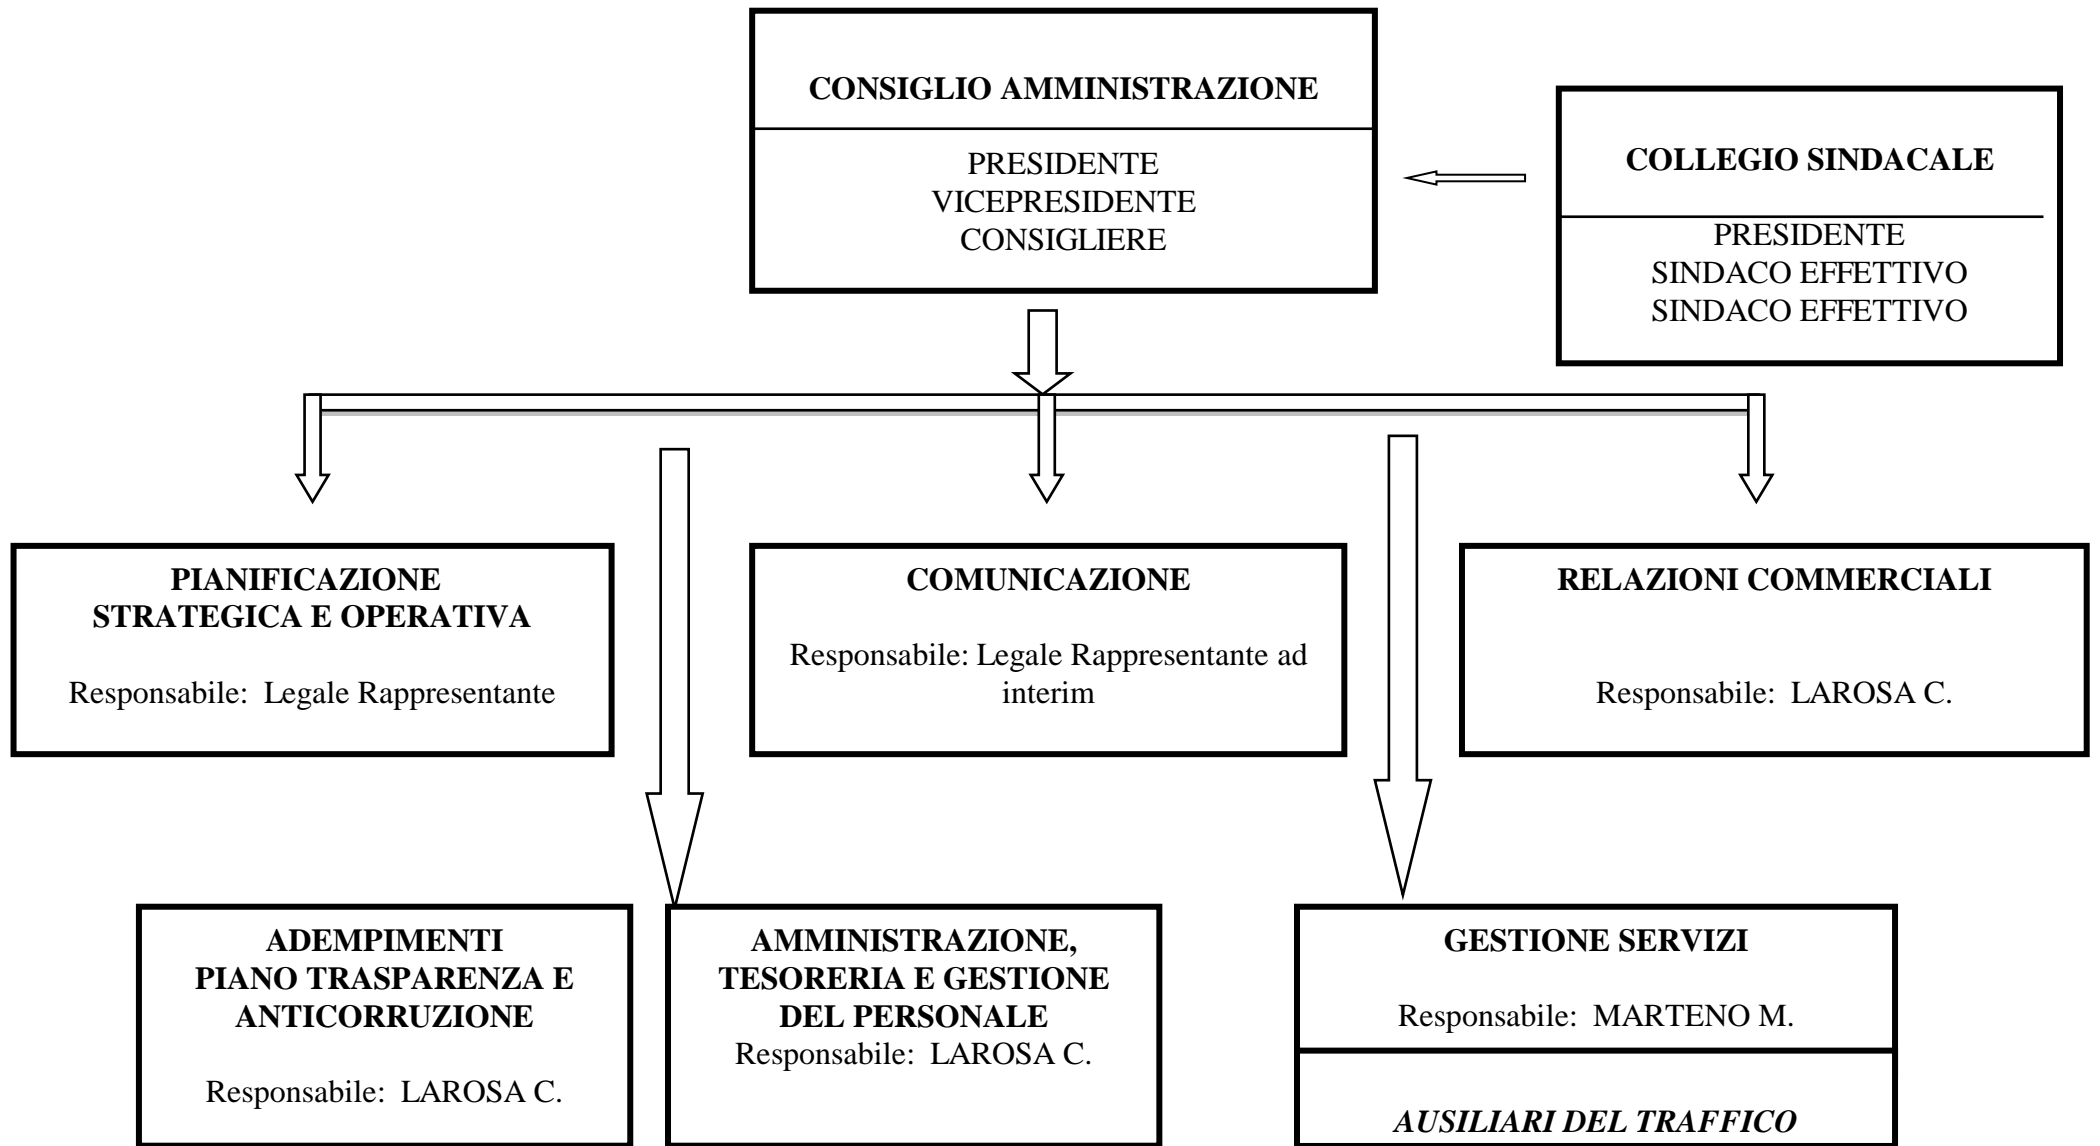 CONSIGLIO AMMINISTRAZIONE
PRESIDENTE
VICEPRESIDENTE
CONSIGLIERE
COLLEGIO SINDACALE
PRESIDENTE
SINDACO EFFETTIVO
SINDACO EFFETTIVO
PIANIFICAZIONE
STRATEGICA E OPERATIVA
Responsabile: Legale Rappresentante
COMUNICAZIONE
Responsabile: Legale Rappresentante ad
interim
RELAZIONI COMMERCIALI
Responsabile: LAROSA C.
ADEMPIMENTI
PIANO TRASPARENZA E
ANTICORRUZIONE
Responsabile: LAROSA C.
AMMINISTRAZIONE,
TESORERIA E GESTIONE
DEL PERSONALE
Responsabile: LAROSA C.
GESTIONE SERVIZI
Responsabile: MARTENO M.
AUSILIARI DEL TRAFFICO